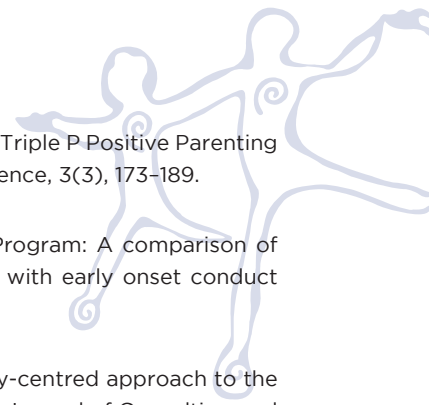 Triple P Positive Parenting
ence, 3(3), 173–189.
Program: A comparison of
with early onset conduct
y-centred approach to the